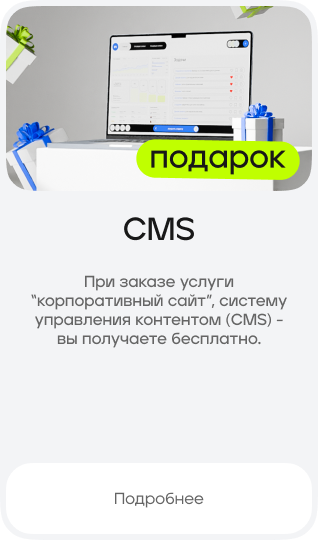 подарок
CMS
При заказе услуги
“корпоративный сайт”, систему
управления контентом (CMS) -
вы получаете бесплатно.
Подробнее